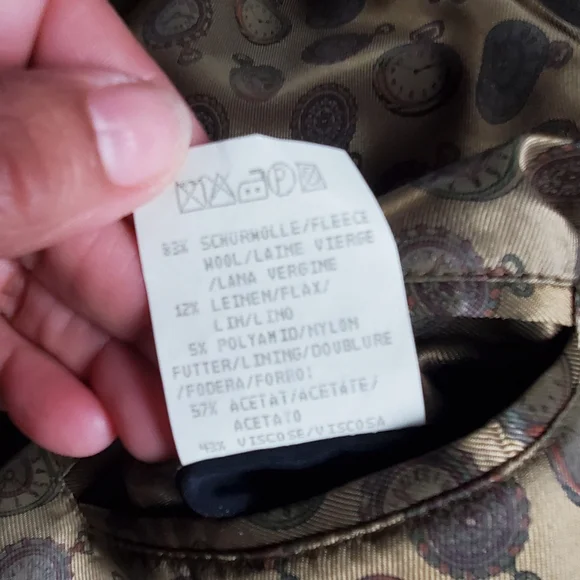 83% SCHURWOLLE/FLEECE
WOOL/LAINE VIERGE
/LANA VERGINE
12% LEINEN/FLAX/
LIN/LINO
5% POLYAMID/NYLON
FUTTER/LINING/DOUBLURE
/FODERA/FORRO:
57% ACETAT/ACETATE/
ACETATO
43% VISCOSE/VISCOSA